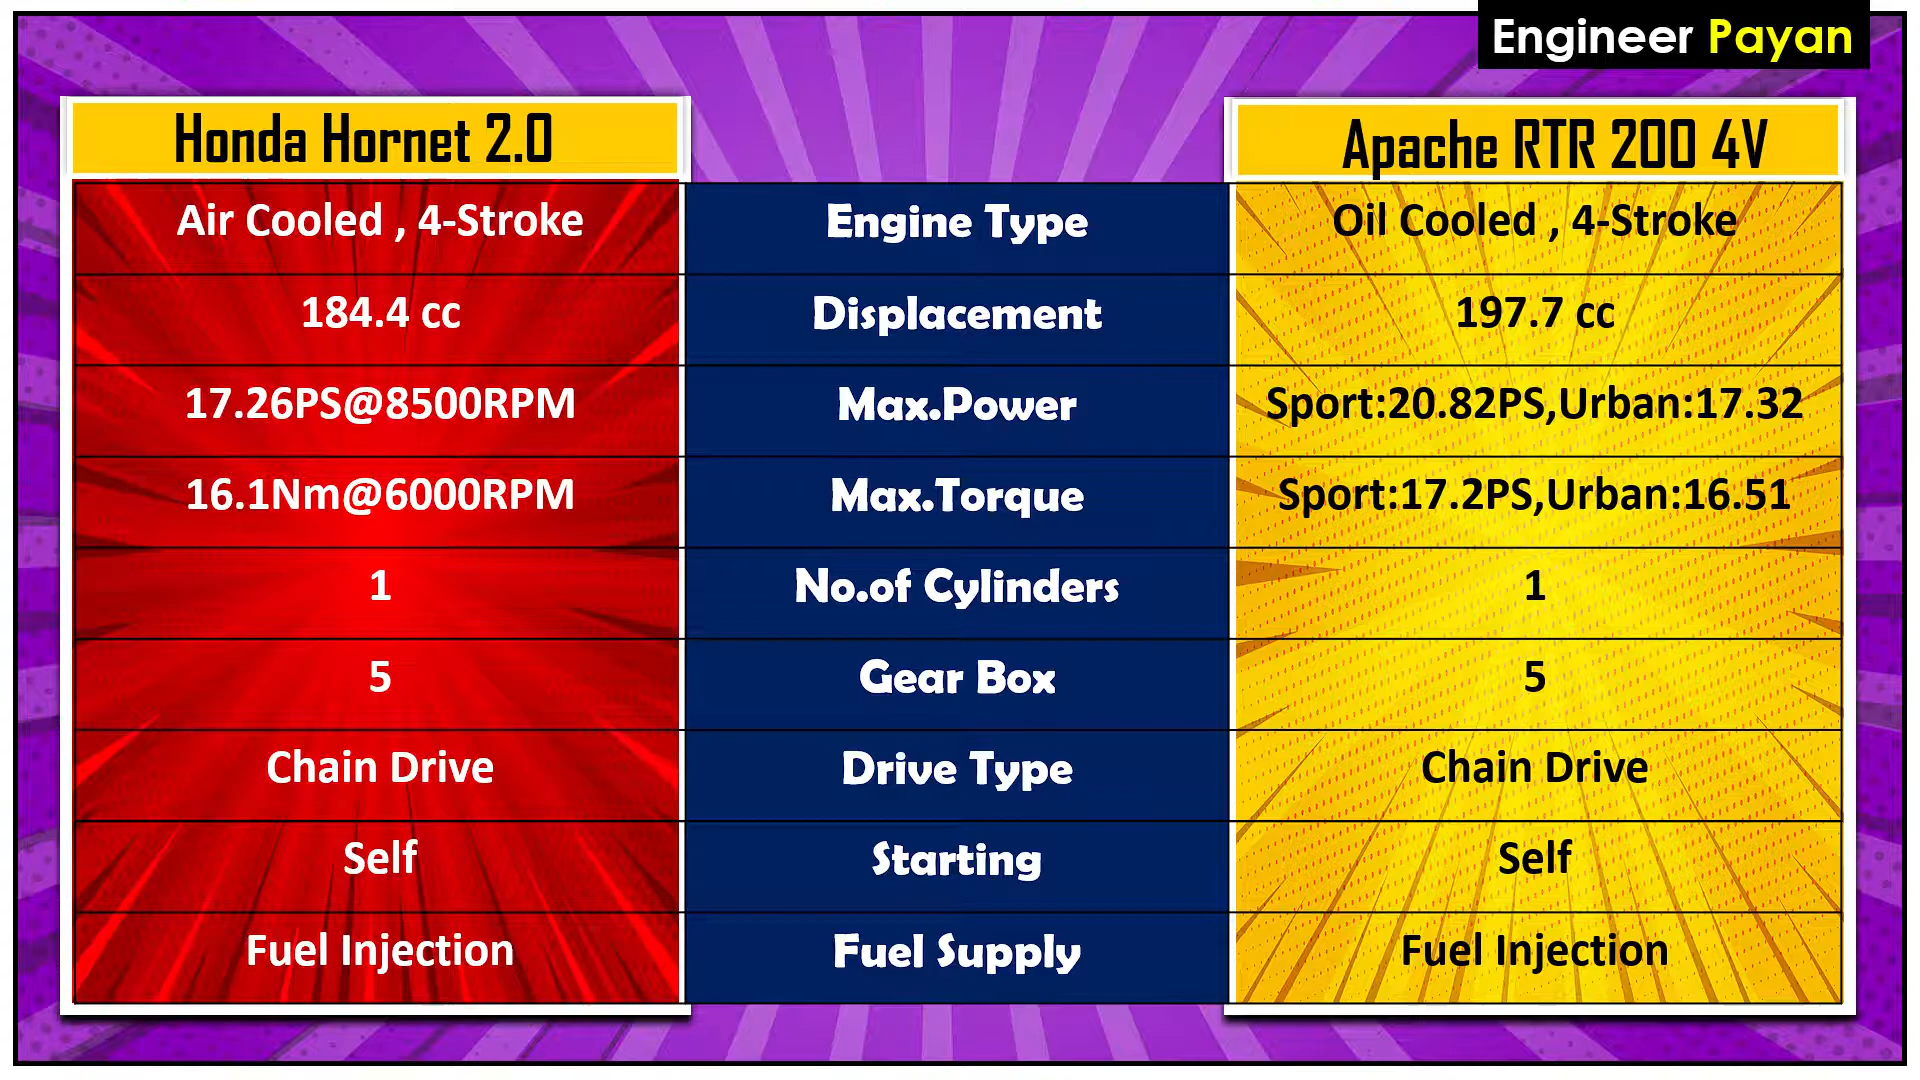 Engineer Payan
Honda Hornet 2.0
Apache RTR 200 4V
Air Cooled , 4-Stroke
Engine Type
Oil Cooled , 4-Stroke
184.4 cc
Displacement
197.7 cc
17.26PS@8500RPM
Max.Power
Sport:20.82PS,Urban:17.32
16.1Nm@6000RPM
Max.Torque
Sport:17.2PS,Urban:16.51
1
No.of Cylinders
1
5
Gear Box
5
Chain Drive
Drive Type
Chain Drive
Self
Starting
Self
Fuel Injection
Fuel Supply
Fuel Injection